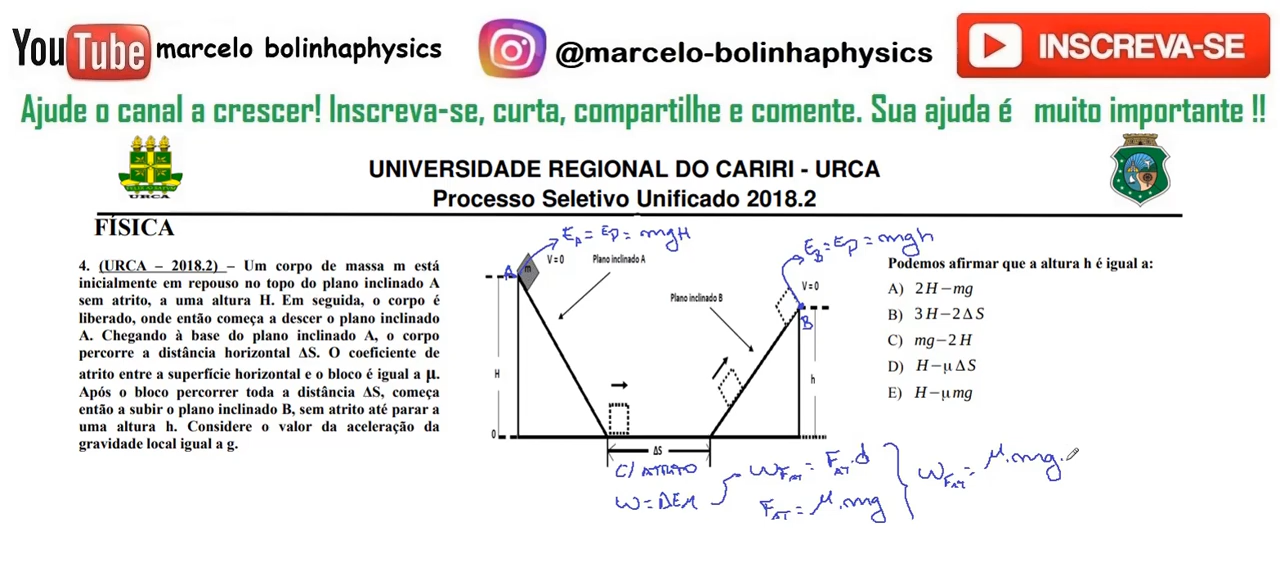 YouTube marcelo bolinhaphysics @marcelo-bolinhaphysics INSCREVA-SE
Ajude o canal a crescer! Inscreva-se, curta, compartilhe e comente. Sua ajuda é muito importante !!
URCA
UNIVERSIDADE REGIONAL DO CARIRI - URCA
Processo Seletivo Unificado 2018.2
FÍSICA
4. (URCA – 2018.2) – Um corpo de massa m está
inicialmente em repouso no topo do plano inclinado A
sem atrito, a uma altura H. Em seguida, o corpo é
liberado, onde então começa a descer o plano inclinado
A. Chegando à base do plano inclinado A, o corpo
percorre a distância horizontal ΔS. O coeficiente de
atrito entre a superfície horizontal e o bloco é igual a μ.
Após o bloco percorrer toda a distância ΔS, começa
então a subir o plano inclinado B, sem atrito até parar a
uma altura h. Considere o valor da aceleração da
gravidade local igual a g.
E_A = E_P = mgH
E_B = E_P = mgh
A
m
V = 0
Plano inclinado A
Plano inclinado B
V = 0
B
H
h
0
ΔS
C/ ATRITO
W = ΔEM
W_FAT = F_AT . d
F_AT = μ . mg
W_FAT = μ . mg .
Podemos afirmar que a altura h é igual a:
A) 2H−mg
B) 3H−2ΔS
C) mg−2H
D) H−μΔS
E) H−μmg